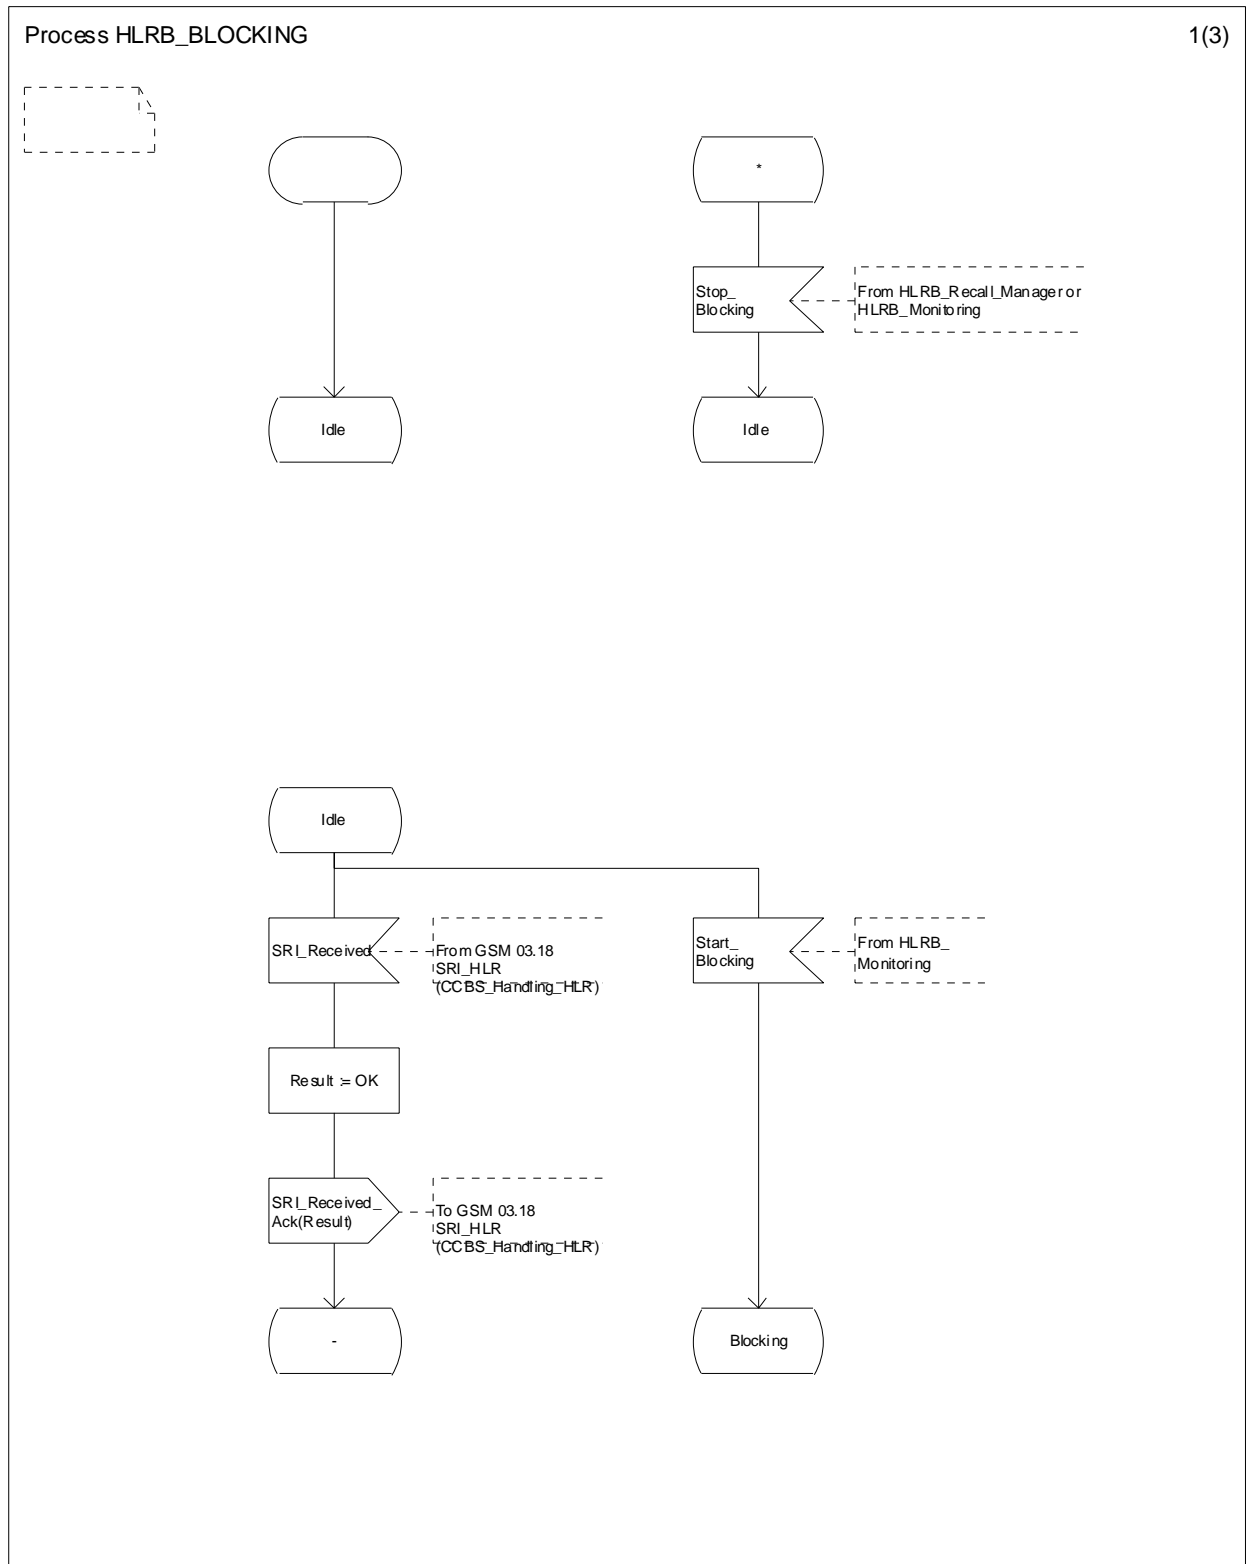 Process HLRB_BLOCKING
1(3)
*
Stop_
Blocking
From HLRB_Recall_Manager or
HLRB_Monitoring
Idle
Idle
Idle
SRI_Received
From GSM 03.18
SRI_HLR
(CCBS_Handling_HLR)
Start_
Blocking
From HLRB_
Monitoring
Result := OK
SRI_Received_
Ack(Result)
To GSM 03.18
SRI_HLR
(CCBS_Handling_HLR)
-
Blocking